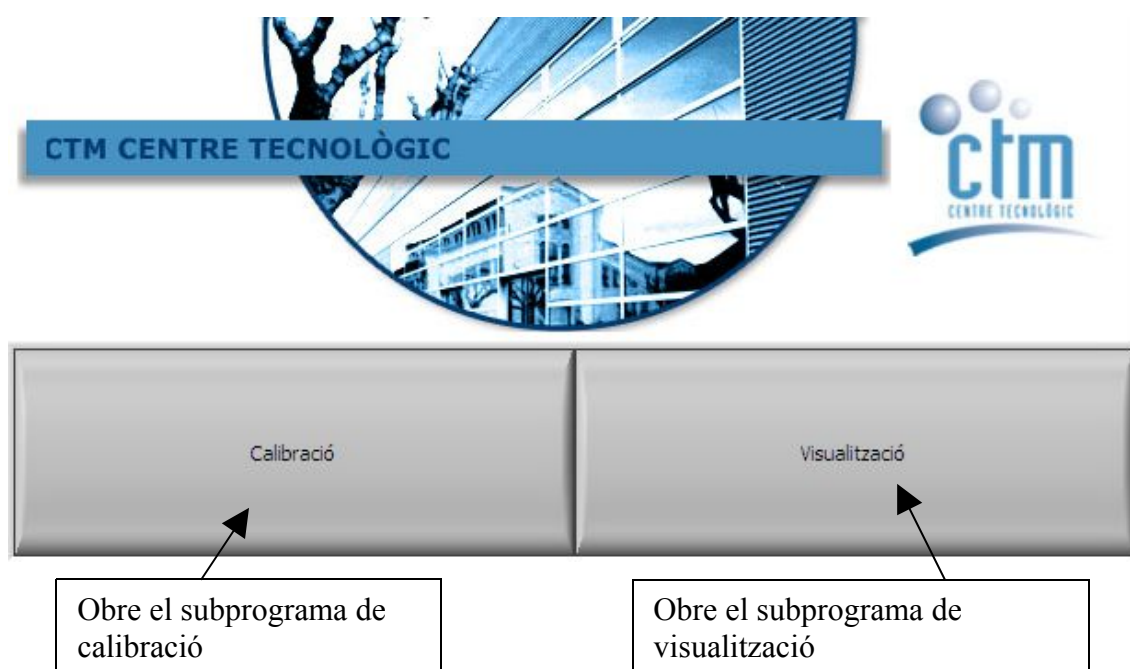 CTM CENTRE TECNOLÒGIC
ctm
CENTRE TECNOLÒGIC
Calibració
Visualització
Obre el subprograma de
calibració
Obre el subprograma de
visualització